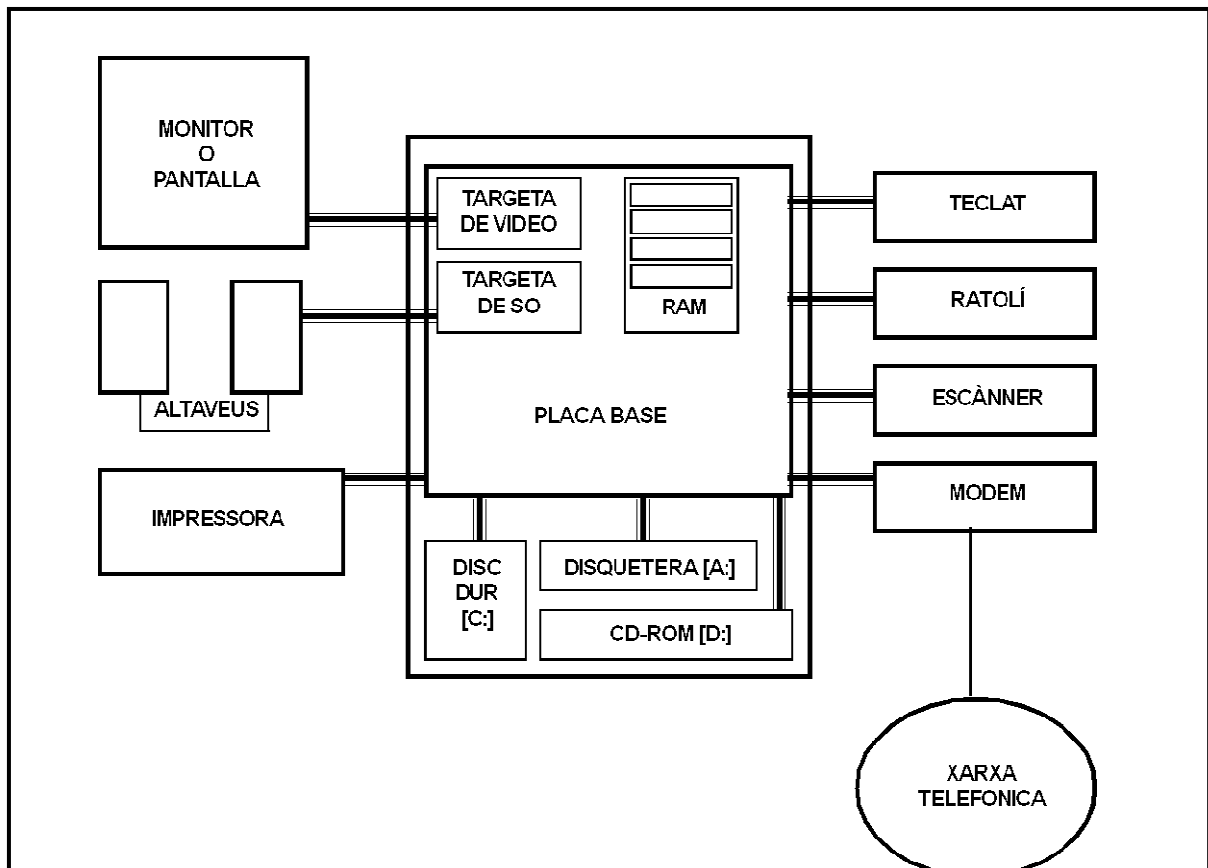 MONITOR
O
PANTALLA
TARGETA
DE VIDEO
TARGETA
DE SO
RAM
PLACA BASE
ALTAVEUS
IMPRESSORA
DISC
DUR
[C:]
DISQUETERA [A:]
CD-ROM [D:]
TECLAT
RATOLÍ
ESCÀNNER
MODEM
XARXA
TELEFONICA